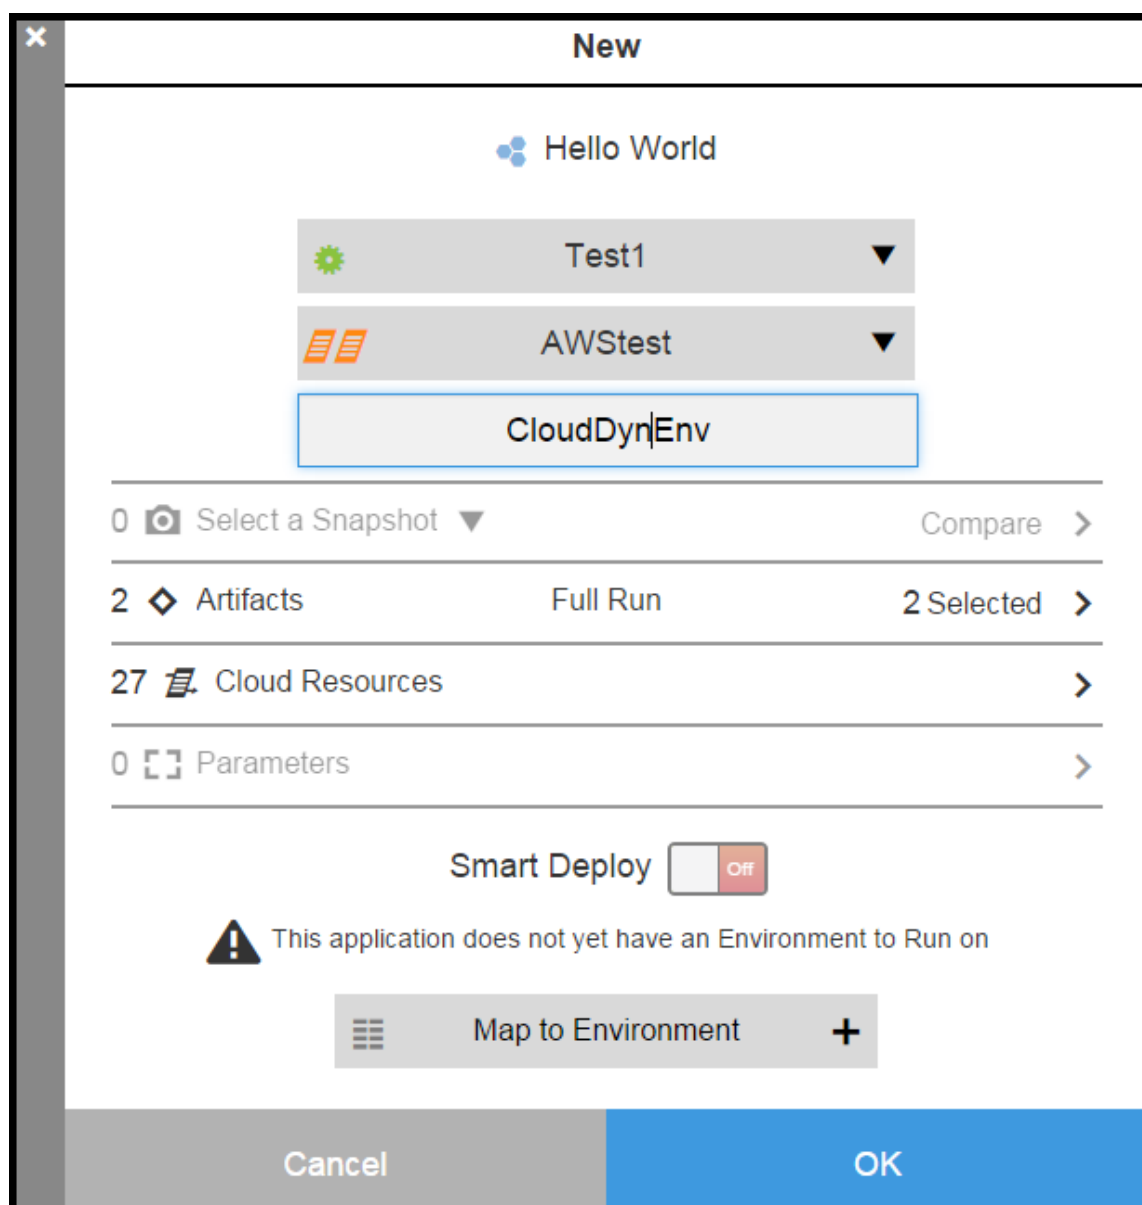 New
Hello World
Test1
AWStest
CloudDynEnv
0 Select a Snapshot Compare
2 Artifacts Full Run 2 Selected
27 Cloud Resources
0 Parameters
Smart Deploy Off
This application does not yet have an Environment to Run on
Map to Environment
Cancel OK